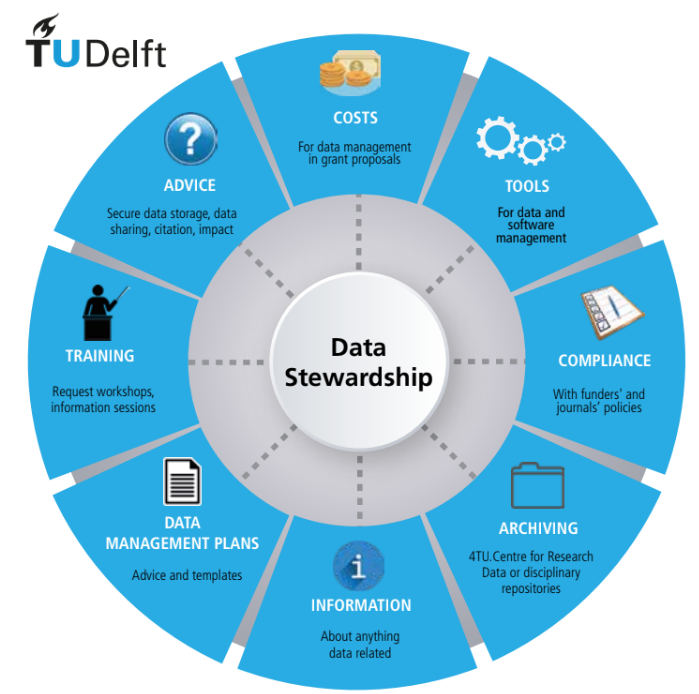 TUDelft
COSTS
For data management
in grant proposals
TOOLS
For data and
software
management
COMPLIANCE
With funders' and
journals' policies
ARCHIVING
4TU.Centre for Research
Data or disciplinary
repositories
INFORMATION
About anything
data related
DATA
MANAGEMENT PLANS
Advice and templates
TRAINING
Request workshops,
information sessions
ADVICE
Secure data storage, data
sharing, citation, impact
Data
Stewardship